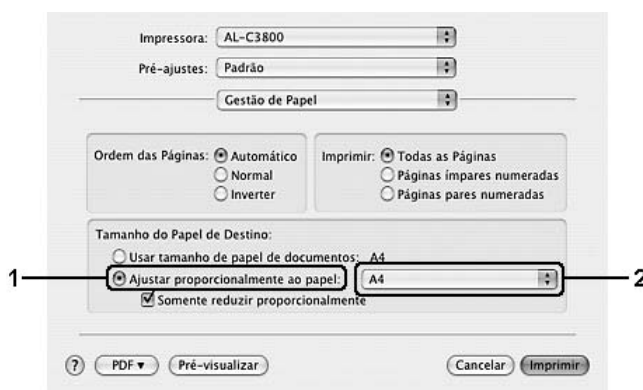 Impressora: AL-C3800
Pré-ajustes: Padrão
Gestão de Papel
Ordem das Páginas: Automático
Normal
Inverter
Imprimir: Todas as Páginas
Páginas ímpares numeradas
Páginas pares numeradas
Tamanho do Papel de Destino:
Usar tamanho de papel de documentos: A4
1 Ajustar proporcionalmente ao papel: A4 2
Somente reduzir proporcionalmente
? PDF Pré-visualizar Cancelar Imprimir